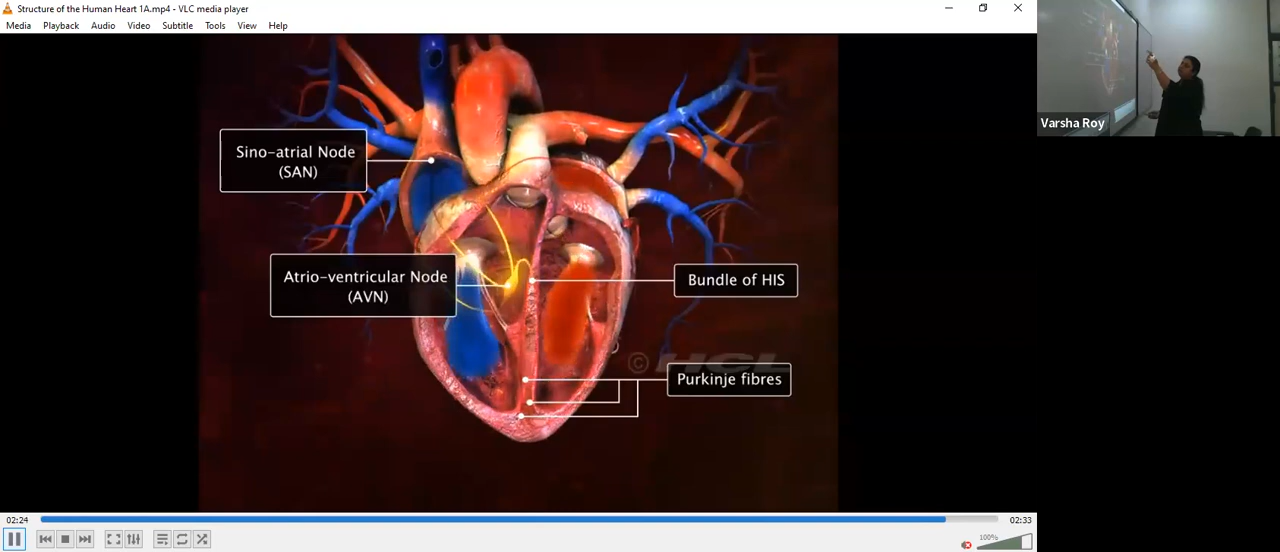 Structure of the Human Heart 1A.mp4 - VLC media player
Media Playback Audio Video Subtitle Tools View Help
Varsha Roy
Sino-atrial Node
(SAN)
Atrio-ventricular Node
(AVN)
Bundle of HIS
© HCL
Purkinje fibres
02:24
02:33
100%